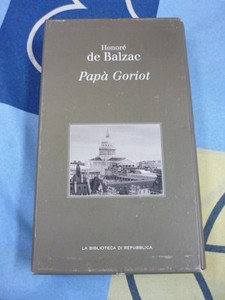 Honoré
de Balzac
Papà Goriot
LA BIBLIOTECA DI REPUBBLICA